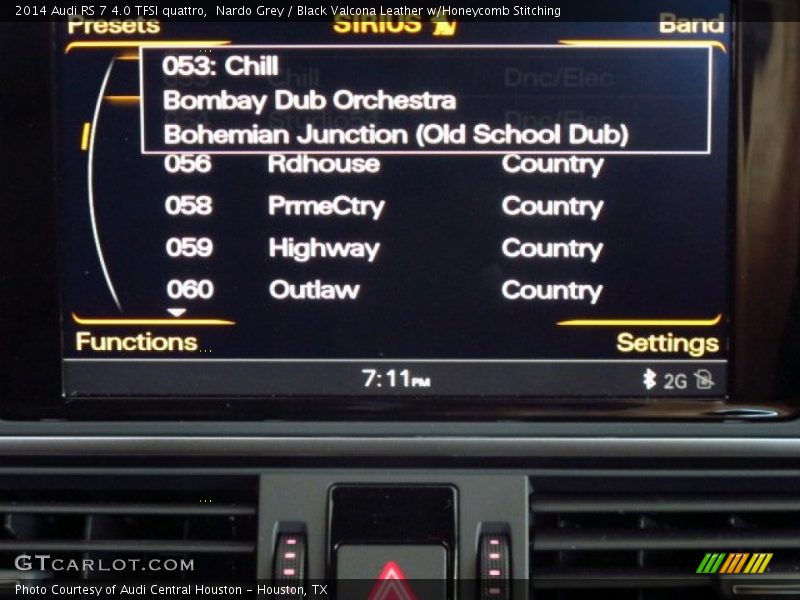 2014 Audi RS 7 4.0 TFSI quattro,  Nardo Grey / Black Valcona Leather w/Honeycomb Stitching
Presets SIRIUS Band
053: Chill
Bombay Dub Orchestra
Bohemian Junction (Old School Dub)
Dnc/Elec
056 Rdhouse Country
058 PrmeCtry Country
059 Highway Country
060 Outlaw Country
Functions... Settings
7:11PM 2G
GTCARLOT.COM
Photo Courtesy of Audi Central Houston - Houston, TX